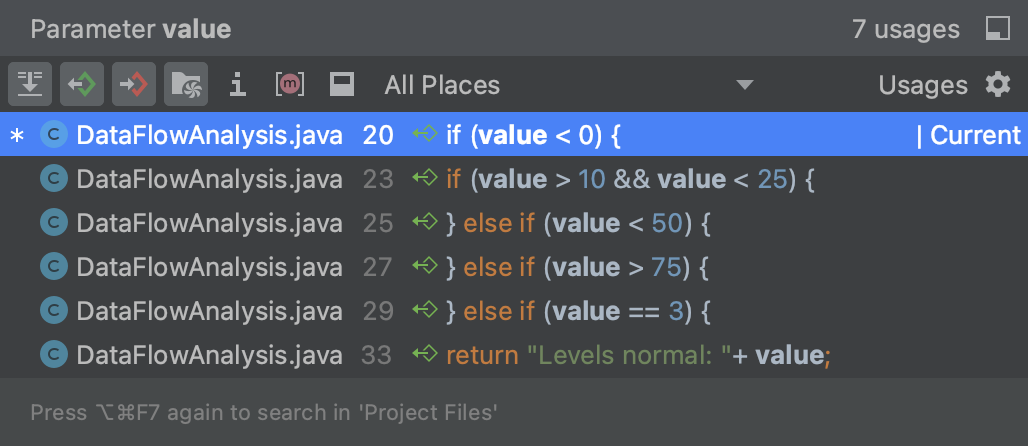 Parameter value 7 usages
All Places Usages
* C DataFlowAnalysis.java 20 if (value < 0) { | Current
C DataFlowAnalysis.java 23 if (value > 10 && value < 25) {
C DataFlowAnalysis.java 25 } else if (value < 50) {
C DataFlowAnalysis.java 27 } else if (value > 75) {
C DataFlowAnalysis.java 29 } else if (value == 3) {
C DataFlowAnalysis.java 33 return "Levels normal: "+ value;
Press ⌥⌘F7 again to search in 'Project Files'